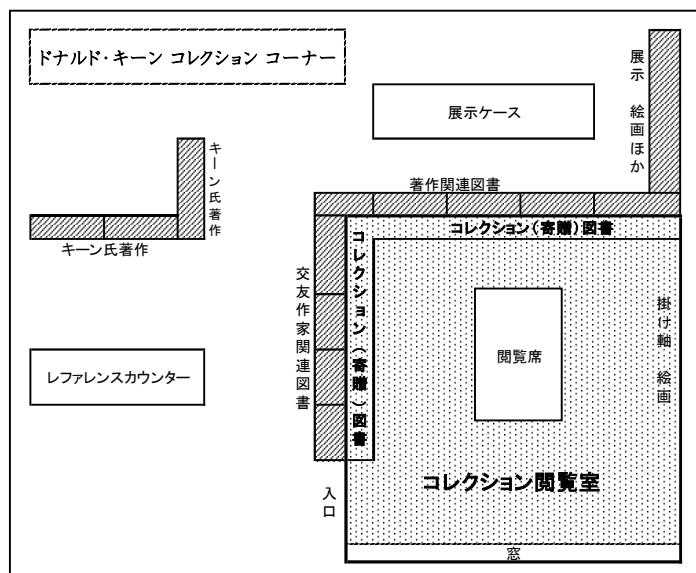 ドナルド・キーン コレクション コーナー
展示 絵画ほか
展示ケース
キーン氏著作
著作関連図書
キーン氏著作
コレクション(寄贈)図書
コレクション(寄贈)図書
交友作家関連図書
掛け軸 絵画
閲覧席
レファレンスカウンター
コレクション閲覧室
入口
窓